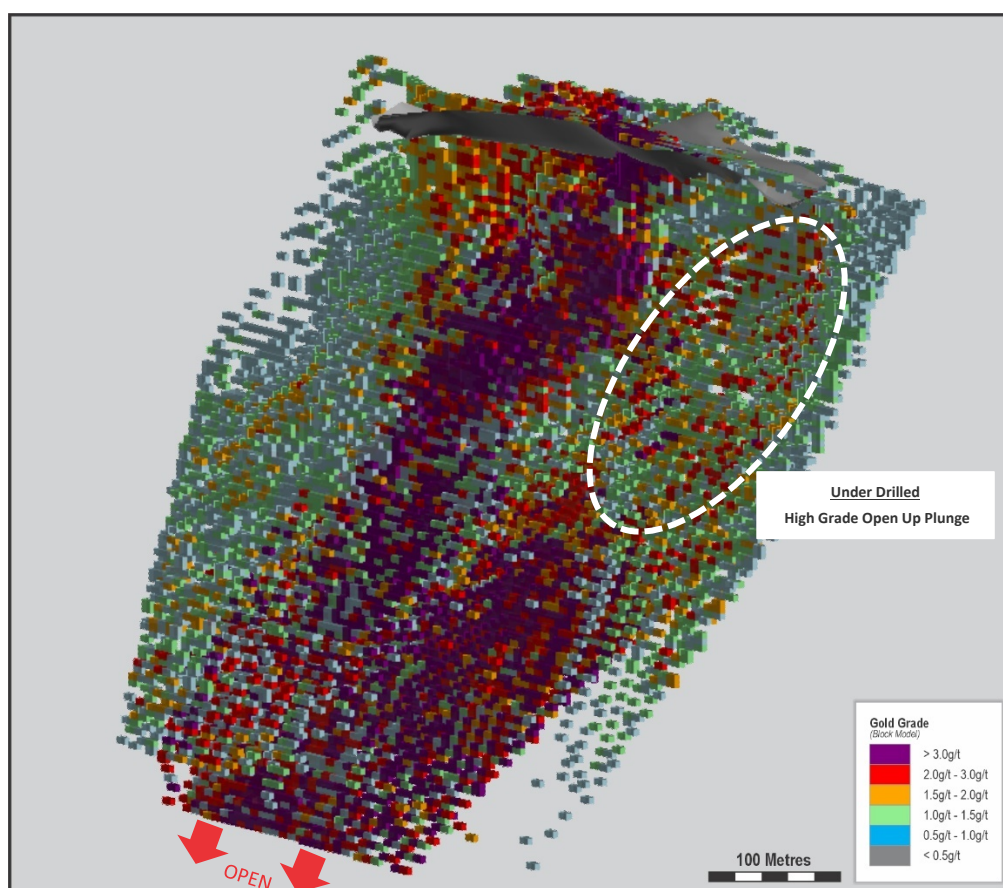 Under Drilled
High Grade Open Up Plunge
Gold Grade
(Block Model)
> 3.0g/t
2.0g/t - 3.0g/t
1.5g/t - 2.0g/t
1.0g/t - 1.5g/t
0.5g/t - 1.0g/t
< 0.5g/t
100 Metres
OPEN